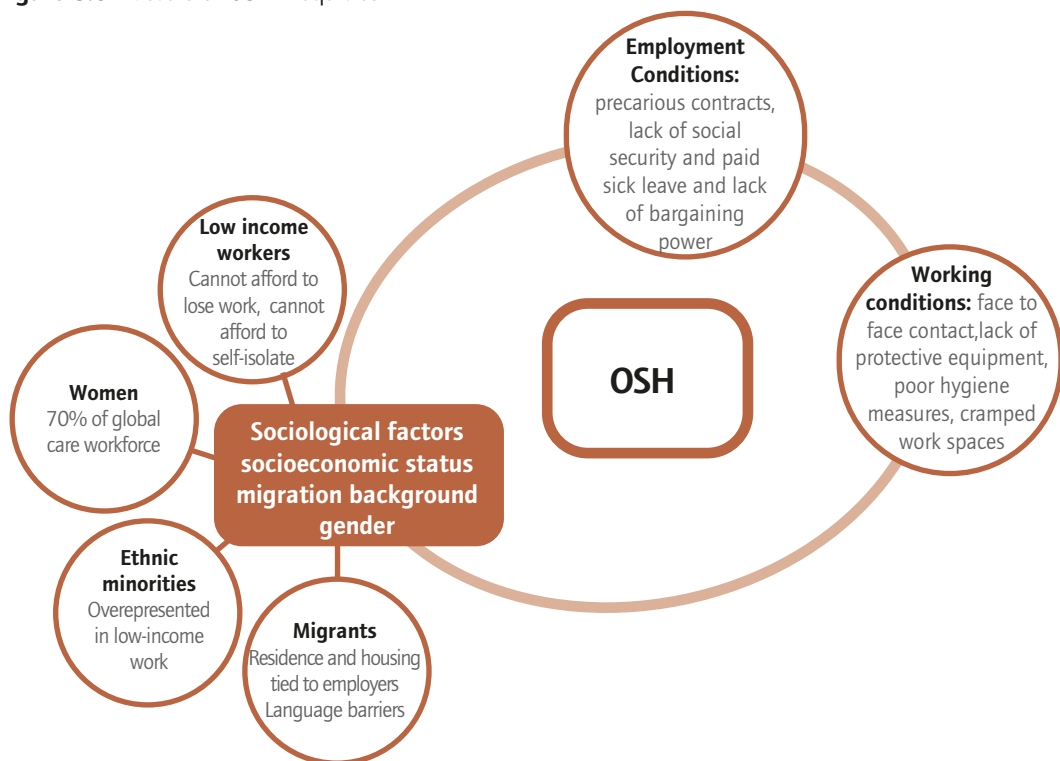 Employment
Conditions:
precarious contracts,
lack of social
security and paid
sick leave and lack
of bargaining
power
Working
conditions: face to
face contact,lack of
protective equipment,
poor hygiene
measures, cramped
work spaces
OSH
Low income
workers
Cannot afford to
lose work, cannot
afford to
self-isolate
Women
70% of global
care workforce
Sociological factors
socioeconomic status
migration background
gender
Ethnic
minorities
Overepresented
in low-income
work
Migrants
Residence and housing
tied to employers
Language barriers